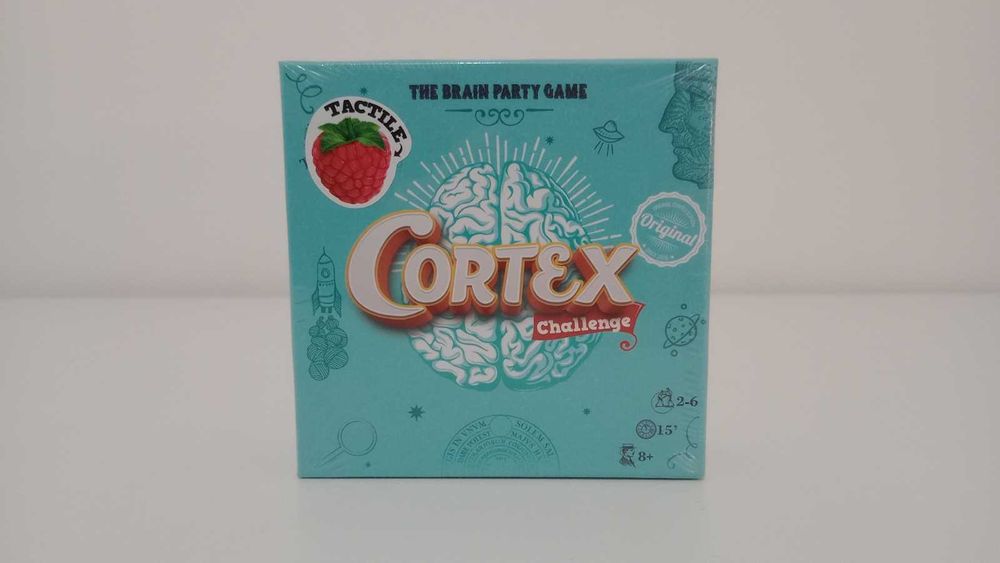 THE BRAIN PARTY GAME
TACTILE
Original
CORTEX
Challenge
2-6
15'
8+